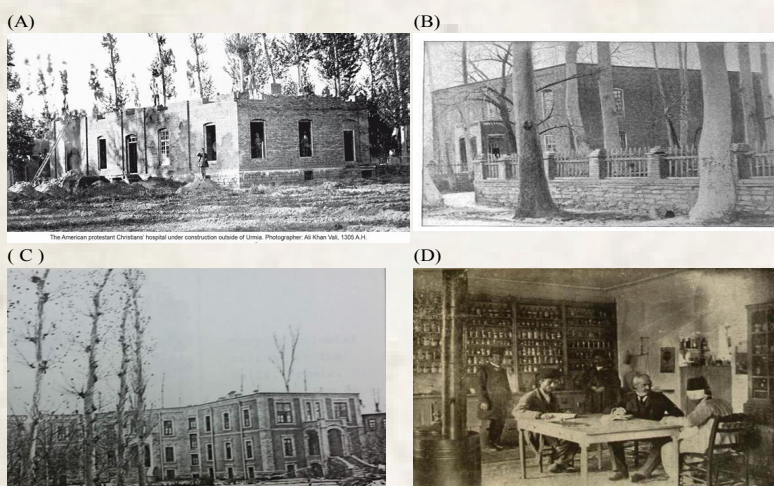 (A)
(B)
The American protestant Christians' hospital under construction outside of Urmia. Photographer: Ali Khan Vali, 1305 A.H.
( C )
(D)